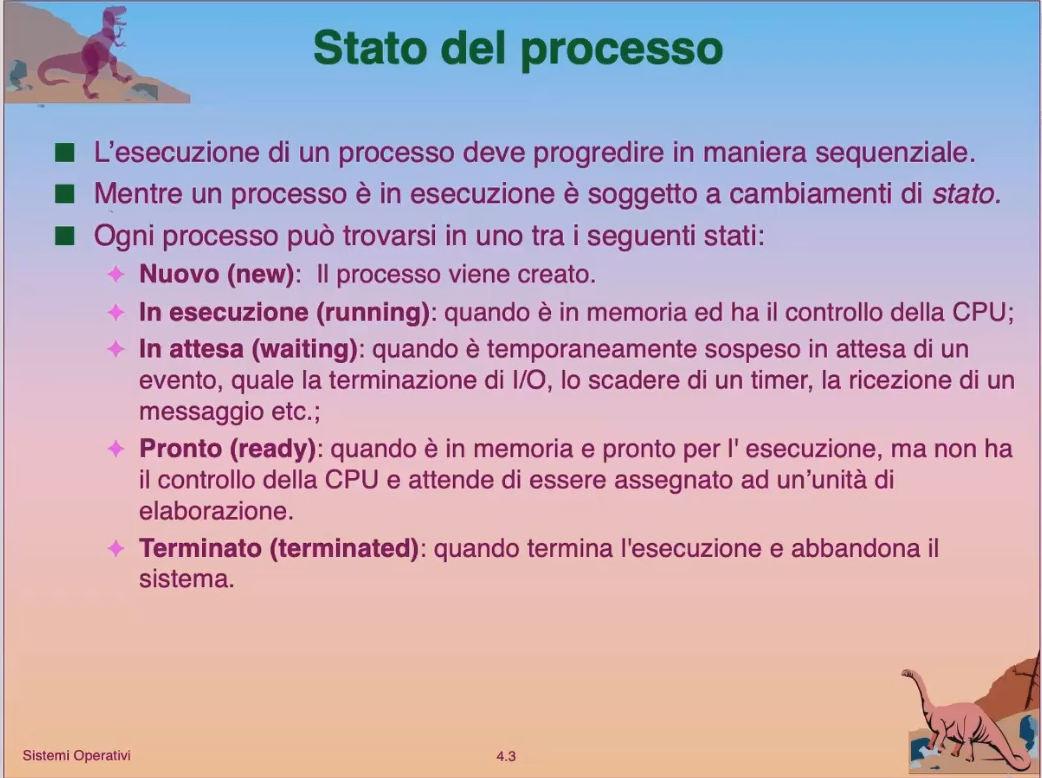 Stato del processo
L’esecuzione di un processo deve progredire in maniera sequenziale.
Mentre un processo è in esecuzione è soggetto a cambiamenti di stato.
Ogni processo può trovarsi in uno tra i seguenti stati:
Nuovo (new):  Il processo viene creato.
In esecuzione (running): quando è in memoria ed ha il controllo della CPU;
In attesa (waiting): quando è temporaneamente sospeso in attesa di un
evento, quale la terminazione di I/O, lo scadere di un timer, la ricezione di un
messaggio etc.;
Pronto (ready): quando è in memoria e pronto per l' esecuzione, ma non ha
il controllo della CPU e attende di essere assegnato ad un’unità di
elaborazione.
Terminato (terminated): quando termina l'esecuzione e abbandona il
sistema.
Sistemi Operativi
4.3